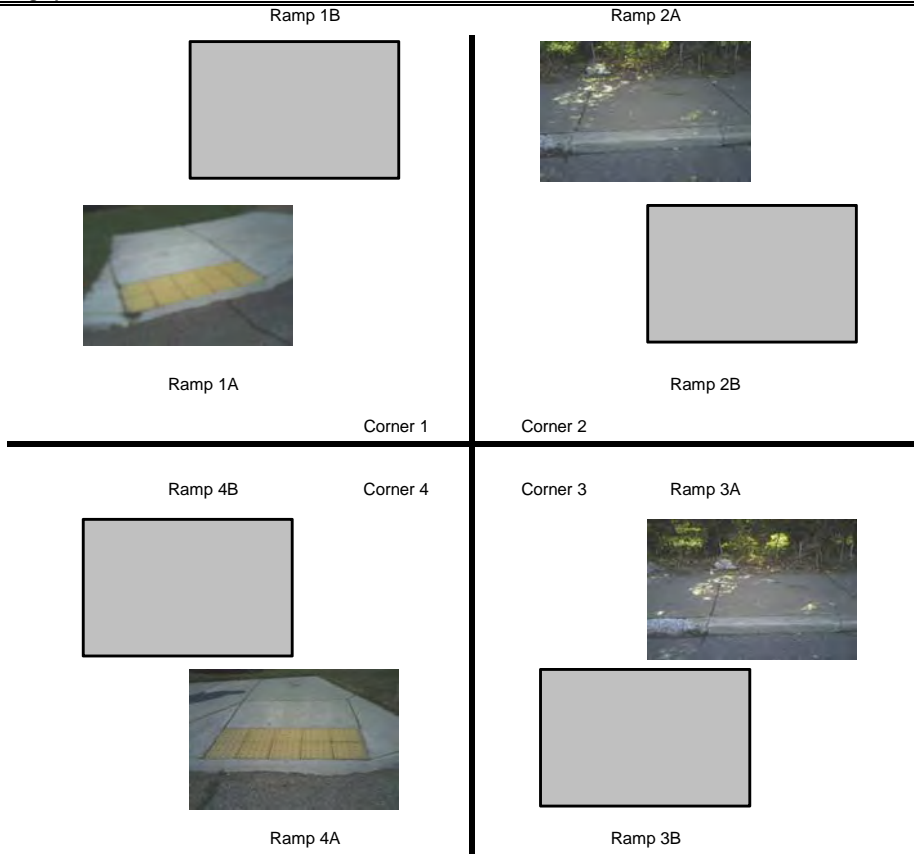 Ramp 1B
Ramp 2A
Ramp 1A
Ramp 2B
Corner 1
Corner 2
Ramp 4B
Corner 4
Corner 3
Ramp 3A
Ramp 4A
Ramp 3B